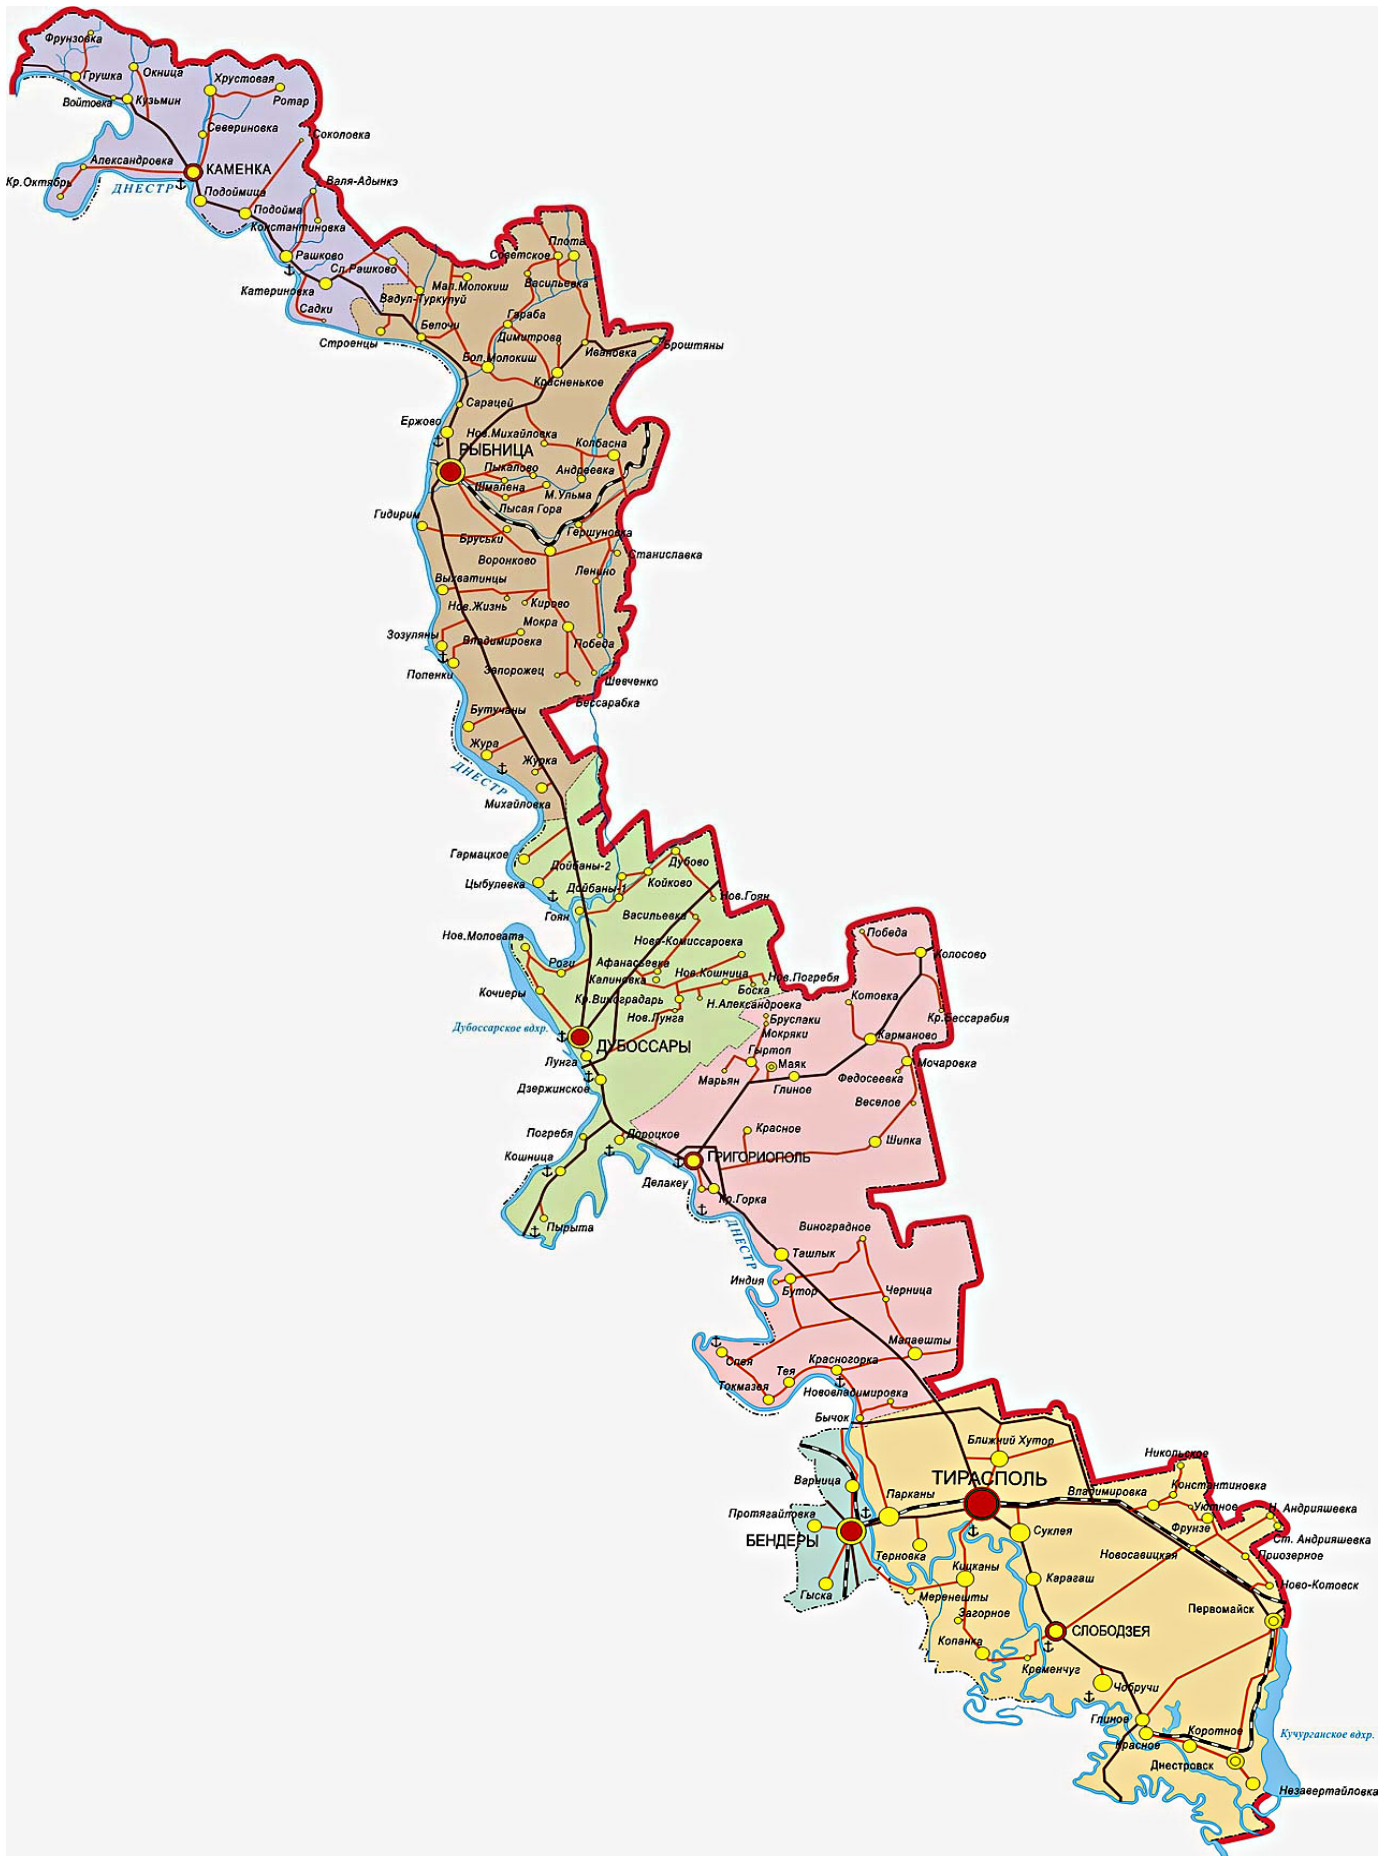 Фрунзовка
Грушка
Окница
Хрустовая
Войтовка
Кузьмин
Ротар
Севериновка
Соколовка
Александровка
КАМЕНКА
Кр.Октябрь
ДНЕСТР
Валя-Адынкэ
Подоймица
Подойма
Константиновка
Рашково
Сл.Рашково
Катериновка
Садки
Плоть
Советское
Васильевка
Мал.Молокиш
Вадул-Туркулуй
Гараба
Белочи
Димитрова
Строенцы
Ивановка
Броштяны
Бол.Молокиш
Красненькое
Сарацей
Ержово
Нов.Михайловка
Колбасна
РЫБНИЦА
Пыкалово
Андреевка
Шмалена
М.Ульма
Лысая Гора
Гидирим
Гершуновка
Бруськи
Станиславка
Воронково
Ленино
Выхватинцы
Нов.Жизнь
Кирово
Мокра
Зозуляны
Владимировка
Победа
Попенки
Запорожец
Шевченко
Бессарабка
Бутучаны
Жура
Журка
ДНЕСТР
Михайловка
Гармацкое
Дойбаны-2
Дубово
Цыбулевка
Дойбаны-1
Койково
Нов.Гоян
Гоян
Васильевка
Победа
Нов.Моловата
Ново-Комиссаровка
Колосово
Роги
Афанасьевка
Калиновка
Нов.Кошница
Нов.Погребя
Кочиеры
Боска
Кр.Виноградарь
Н.Александровка
Котовка
Нов.Лунга
Бруслаки
Кр.Бессарабия
Дубоссарское вдхр.
Мокряки
ДУБОССАРЫ
Карманово
Гыртоп
Лунга
Маяк
Мочаровка
Марьян
Федосеевка
Дзержинское
Глиное
Веселое
Погребя
Дороцкое
Красное
Шипка
Кошница
ГРИГОРИОПОЛЬ
Делакеу
Кр.Горка
Пырыта
ДНЕСТР
Виноградное
Ташлык
Индия
Бутор
Черница
Малаешты
Спея
Красногорка
Тея
Токмазея
Нововладимировка
Бычок
Ближний Хутор
Никольское
Варница
ТИРАСПОЛЬ
Константиновка
Парканы
Владимировка
Уютное
Н. Андрияшевка
Протягайловка
Фрунзе
БЕНДЕРЫ
Суклея
Ст. Андрияшевка
Терновка
Новосавицкая
Приозерное
Кицканы
Карагаш
Ново-Котовск
Гыска
Меренешты
Загорное
Первомайск
Копанка
СЛОБОДЗЕЯ
Кременчуг
Чобручи
Глиное
Коротное
Кучурганское вдхр.
Красное
Днестровск
Незавертайловка